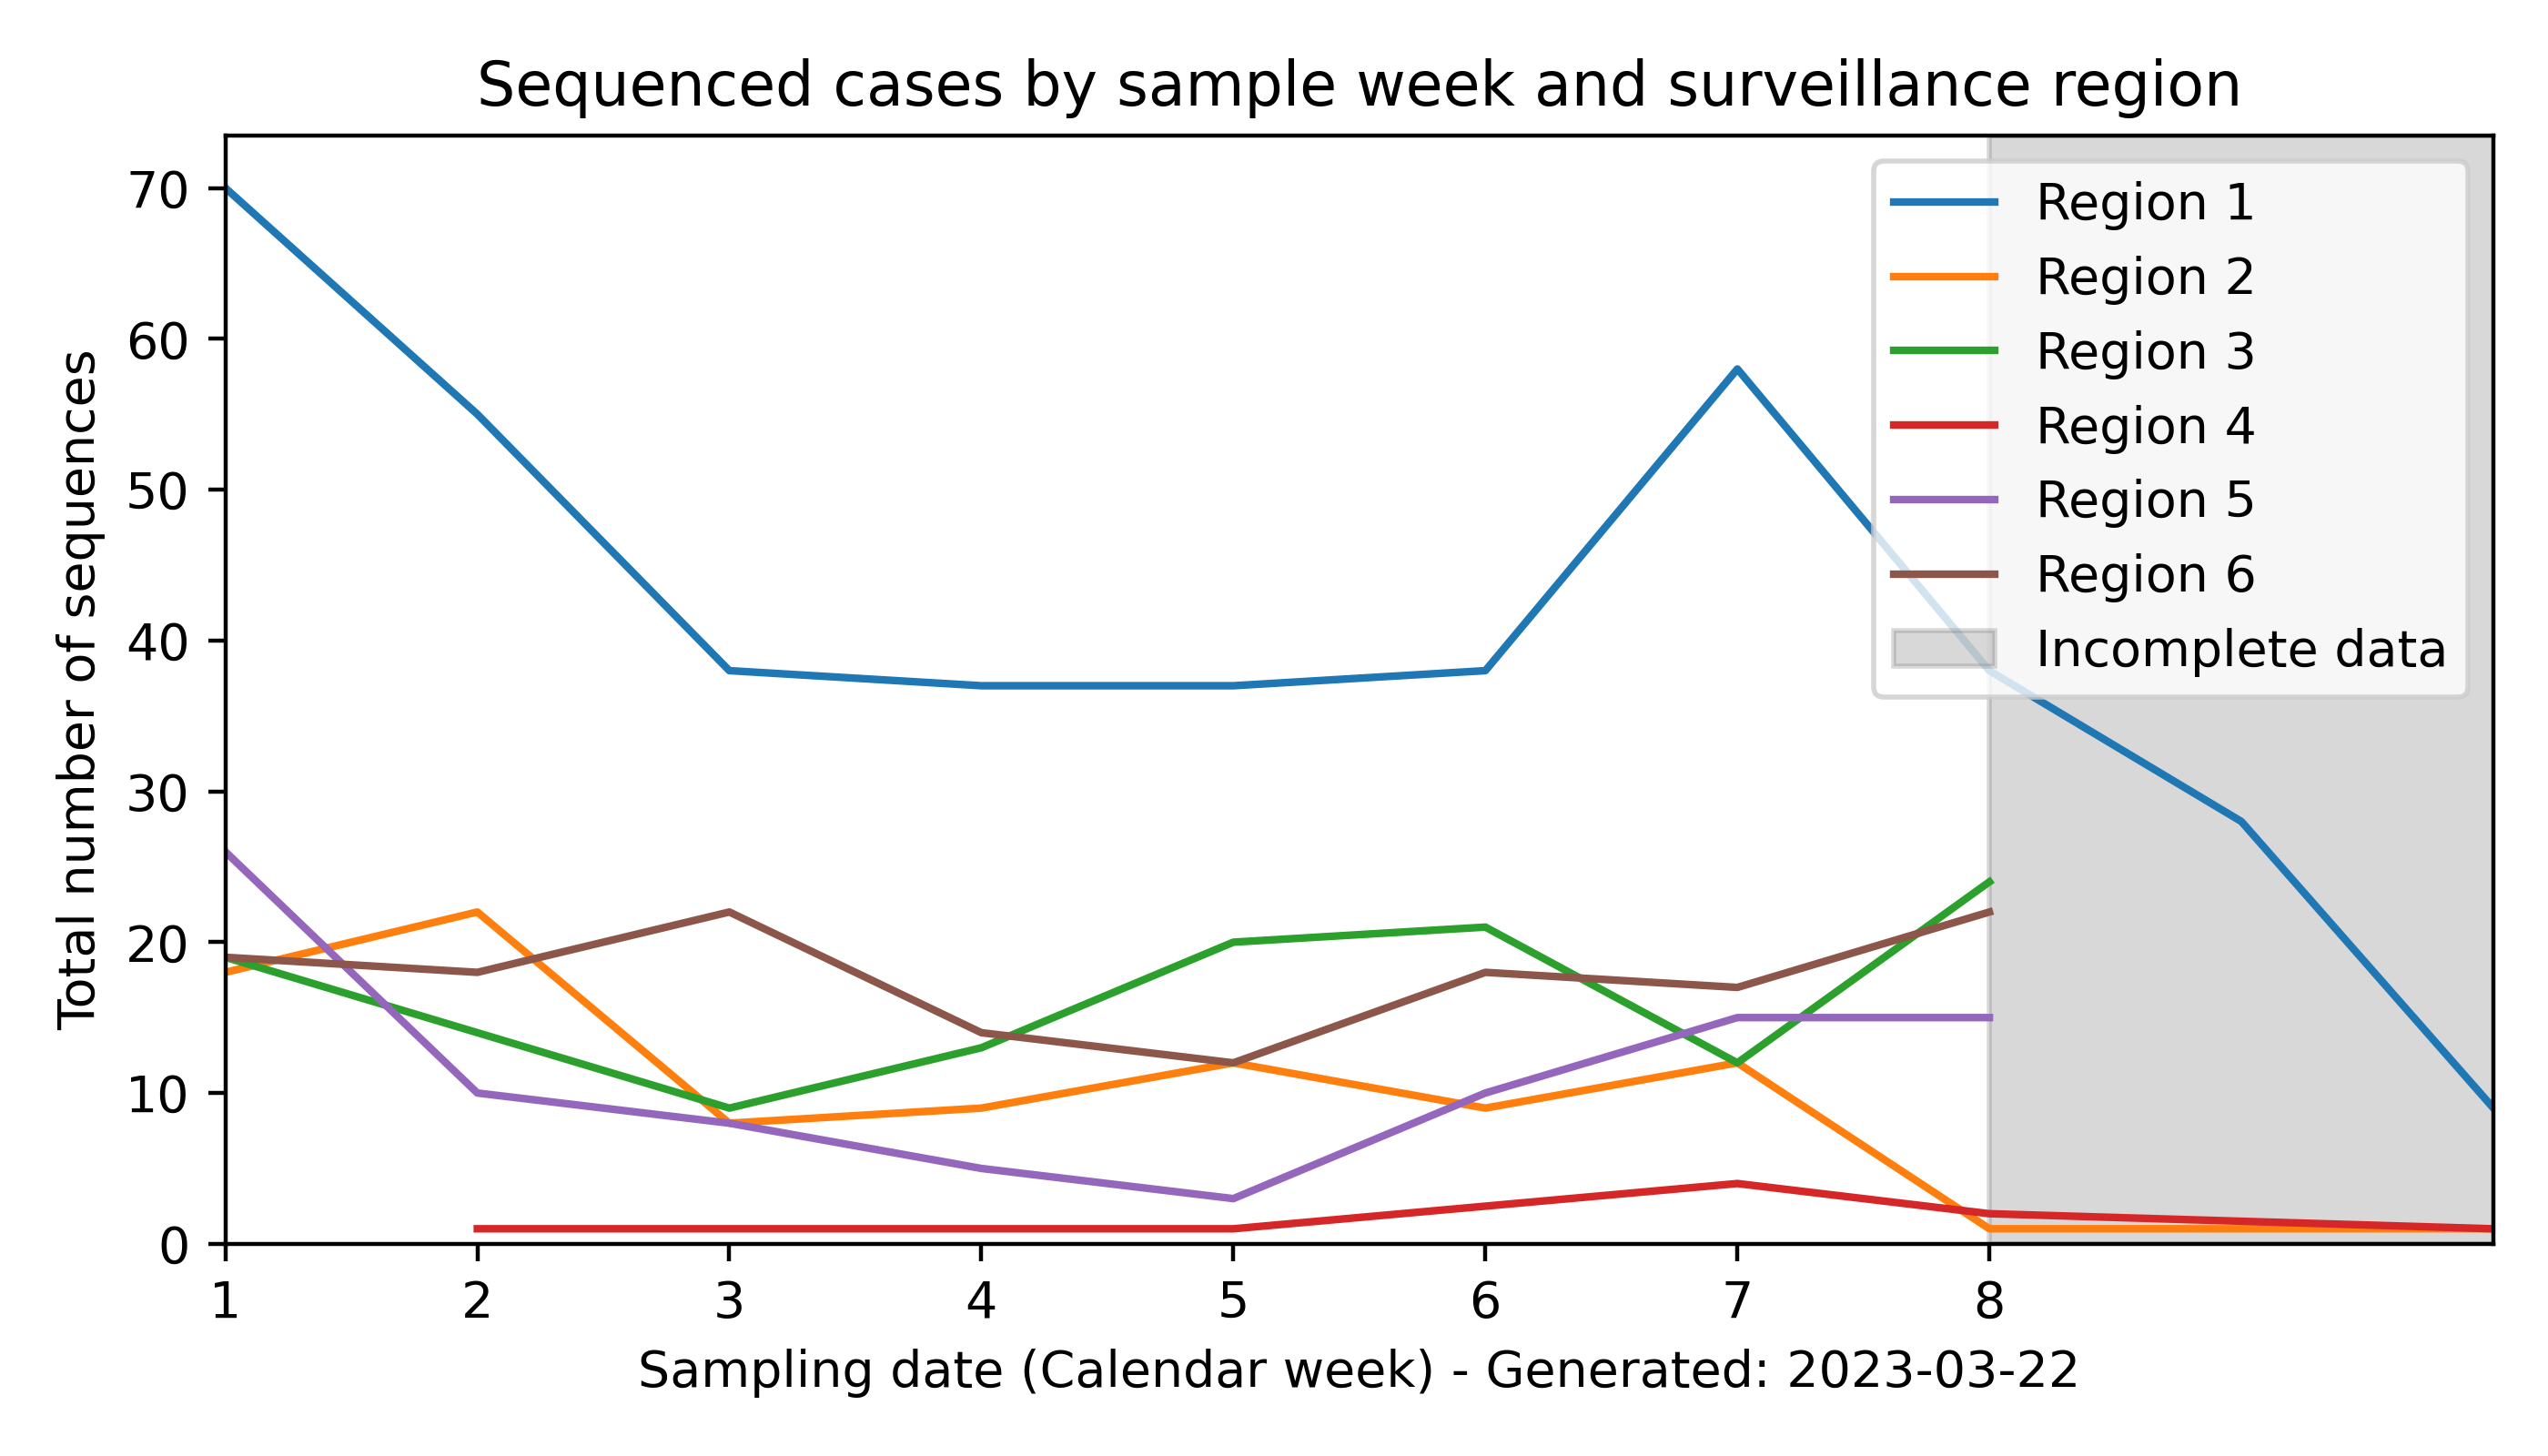 Sequenced cases by sample week and surveillance region
Total number of sequences
70
60
50
40
30
20
10
0
Region 1
Region 2
Region 3
Region 4
Region 5
Region 6
Incomplete data
1 2 3 4 5 6 7 8
Sampling date (Calendar week) - Generated: 2023-03-22